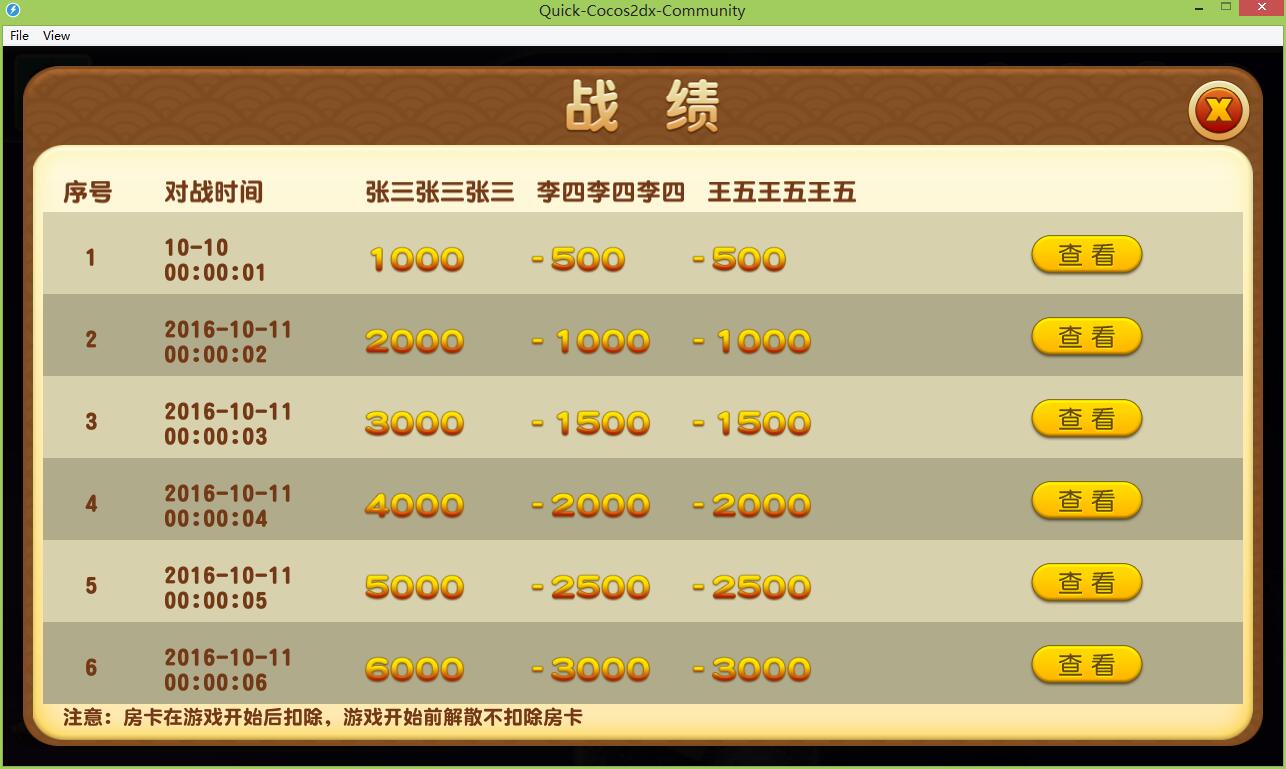 Quick-Cocos2dx-Community
File View
战 绩
X
序号 对战时间 张三张三张三 李四李四李四 王五王五王五
1 10-10 00:00:01 1000 -500 -500 查看
2 2016-10-11 00:00:02 2000 -1000 -1000 查看
3 2016-10-11 00:00:03 3000 -1500 -1500 查看
4 2016-10-11 00:00:04 4000 -2000 -2000 查看
5 2016-10-11 00:00:05 5000 -2500 -2500 查看
6 2016-10-11 00:00:06 6000 -3000 -3000 查看
注意：房卡在游戏开始后扣除，游戏开始前解散不扣除房卡